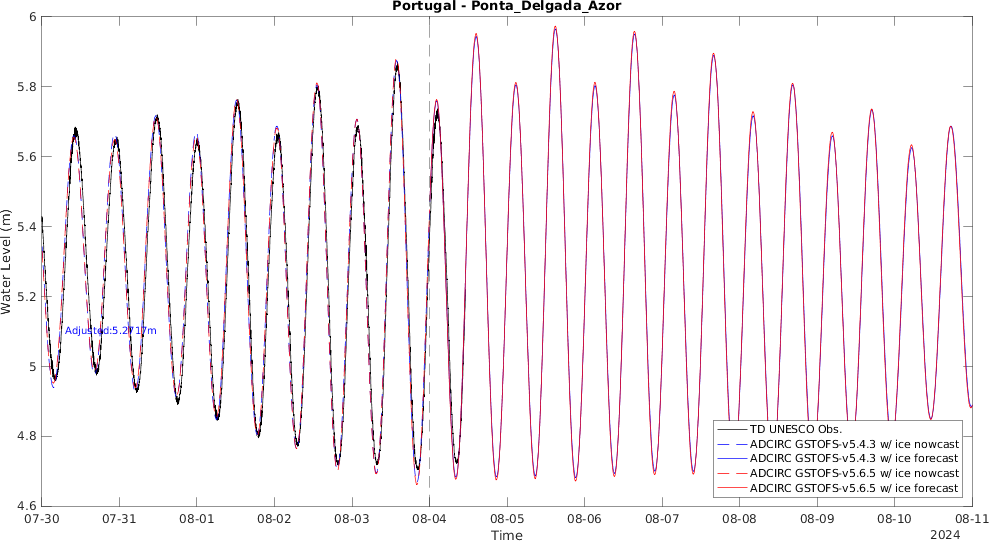 Portugal - Ponta_Delgada_Azor
Water Level (m)
6
5.8
5.6
5.4
5.2
5
4.8
4.6
Adjusted:5.2717m
TD UNESCO Obs.
ADCIRC GSTOFS-v5.4.3 w/ ice nowcast
ADCIRC GSTOFS-v5.4.3 w/ ice forecast
ADCIRC GSTOFS-v5.6.5 w/ ice nowcast
ADCIRC GSTOFS-v5.6.5 w/ ice forecast
07-30 07-31 08-01 08-02 08-03 08-04 08-05 08-06 08-07 08-08 08-09 08-10 08-11
Time
2024